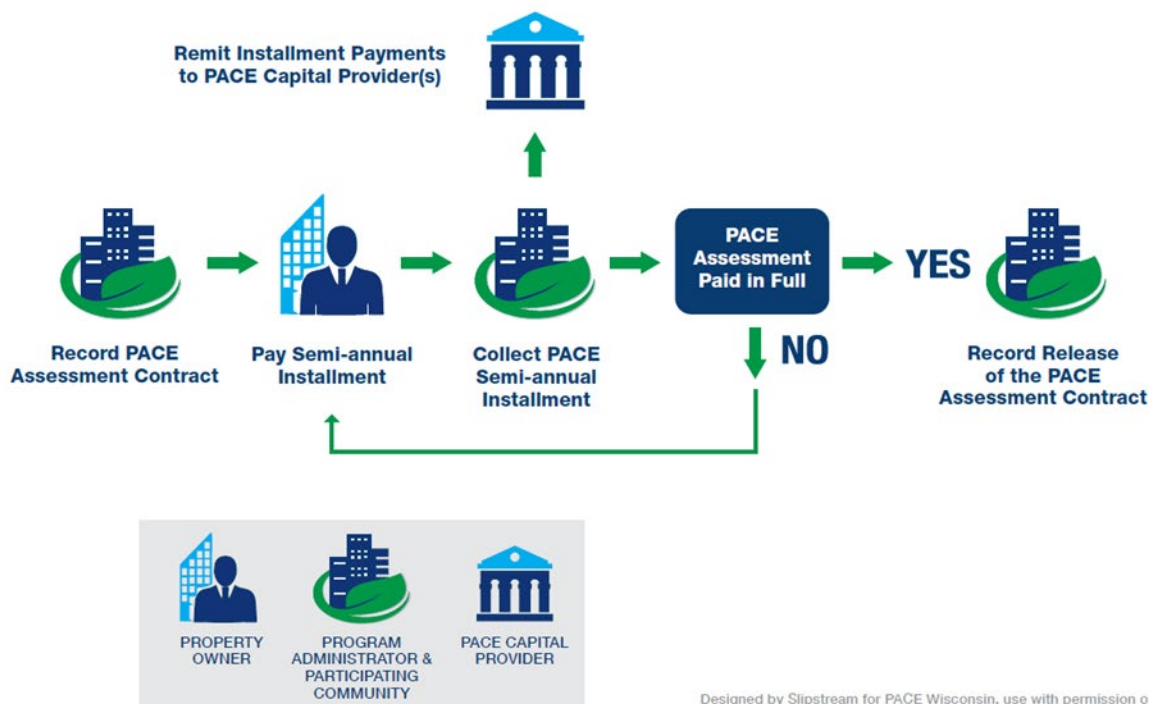 Remit Installment Payments
to PACE Capital Provider(s)
Record PACE
Assessment Contract
Pay Semi-annual
Installment
Collect PACE
Semi-annual
Installment
PACE
Assessment
Paid in Full
YES
NO
Record Release
of the PACE
Assessment Contract
PROPERTY
OWNER
PROGRAM
ADMINISTRATOR &
PARTICIPATING
COMMUNITY
PACE CAPITAL
PROVIDER
Designed by Slipstream for PACE Wisconsin, use with permission o